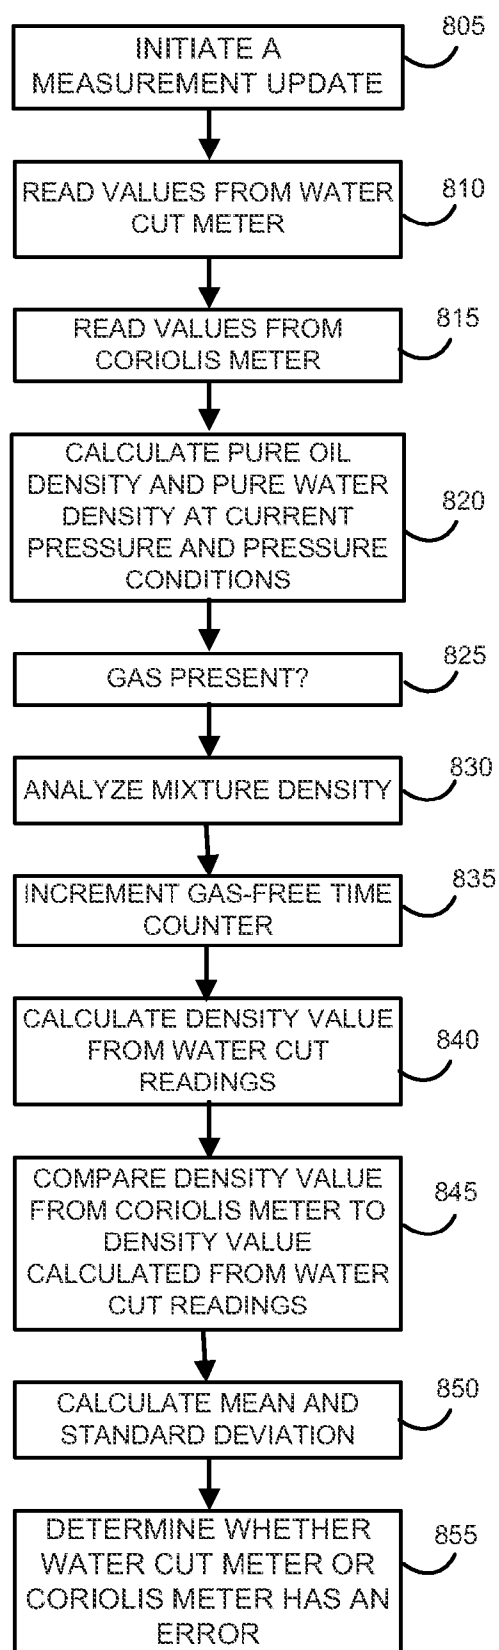 INITIATE A
MEASUREMENT UPDATE
805
READ VALUES FROM WATER
CUT METER
810
READ VALUES FROM
CORIOLIS METER
815
CALCULATE PURE OIL
DENSITY AND PURE WATER
DENSITY AT CURRENT
PRESSURE AND PRESSURE
CONDITIONS
820
GAS PRESENT?
825
ANALYZE MIXTURE DENSITY
830
INCREMENT GAS-FREE TIME
COUNTER
835
CALCULATE DENSITY VALUE
FROM WATER CUT
READINGS
840
COMPARE DENSITY VALUE
FROM CORIOLIS METER TO
DENSITY VALUE
CALCULATED FROM WATER
CUT READINGS
845
CALCULATE MEAN AND
STANDARD DEVIATION
850
DETERMINE WHETHER
WATER CUT METER OR
CORIOLIS METER HAS AN
ERROR
855